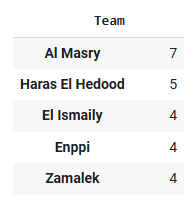 Team
Al Masry 7
Haras El Hedood 5
El Ismaily 4
Enppi 4
Zamalek 4